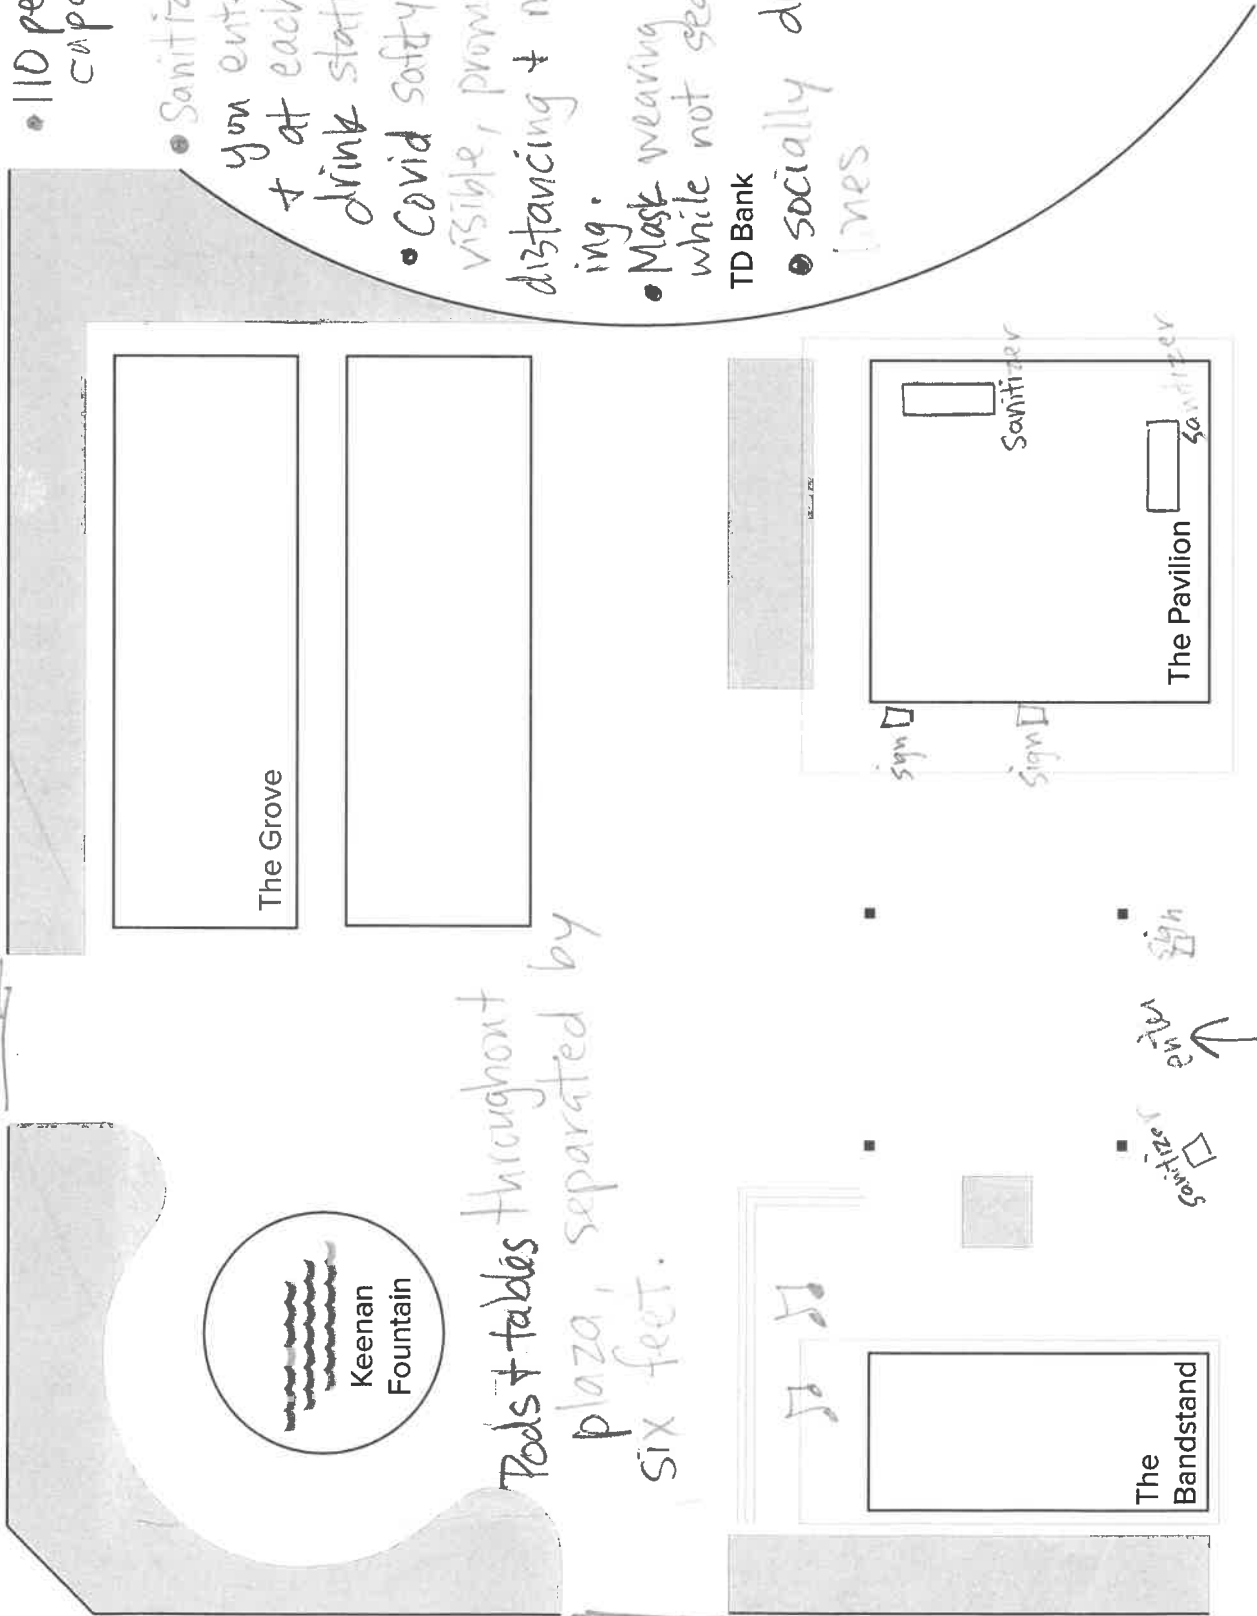 • 110 pe
cape
• Sanitiz
you ent
+ at each
drink stat
• Covid safety
visible, prom
distancing + m
ing.
• Mask wearing
while not sea
TD Bank
• socially d
lines
The Grove
Keenan
Fountain
Pods + tables throughout
plaza, separated by
six feet.
Sanitizer
Sanitizer
The Pavilion
sign
sign
sign
enter
sanitizer
The
Bandstand